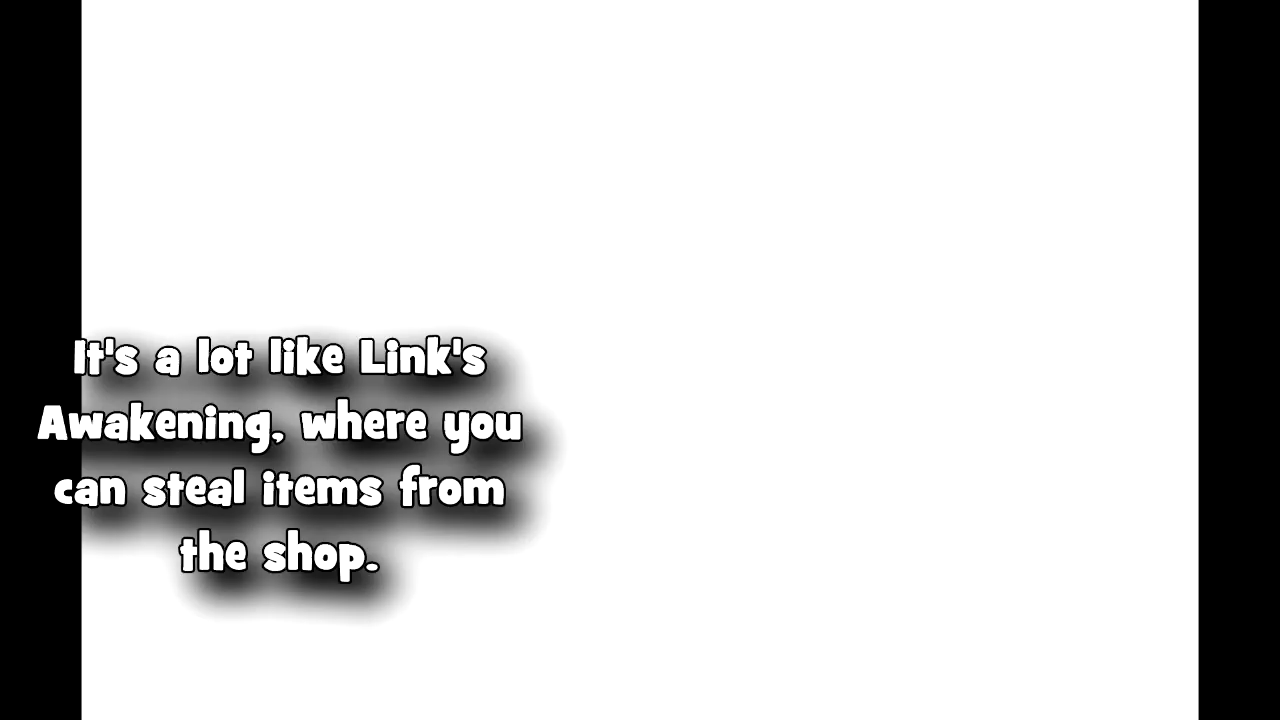 It's a lot like Link's
Awakening, where you
can steal items from
the shop.